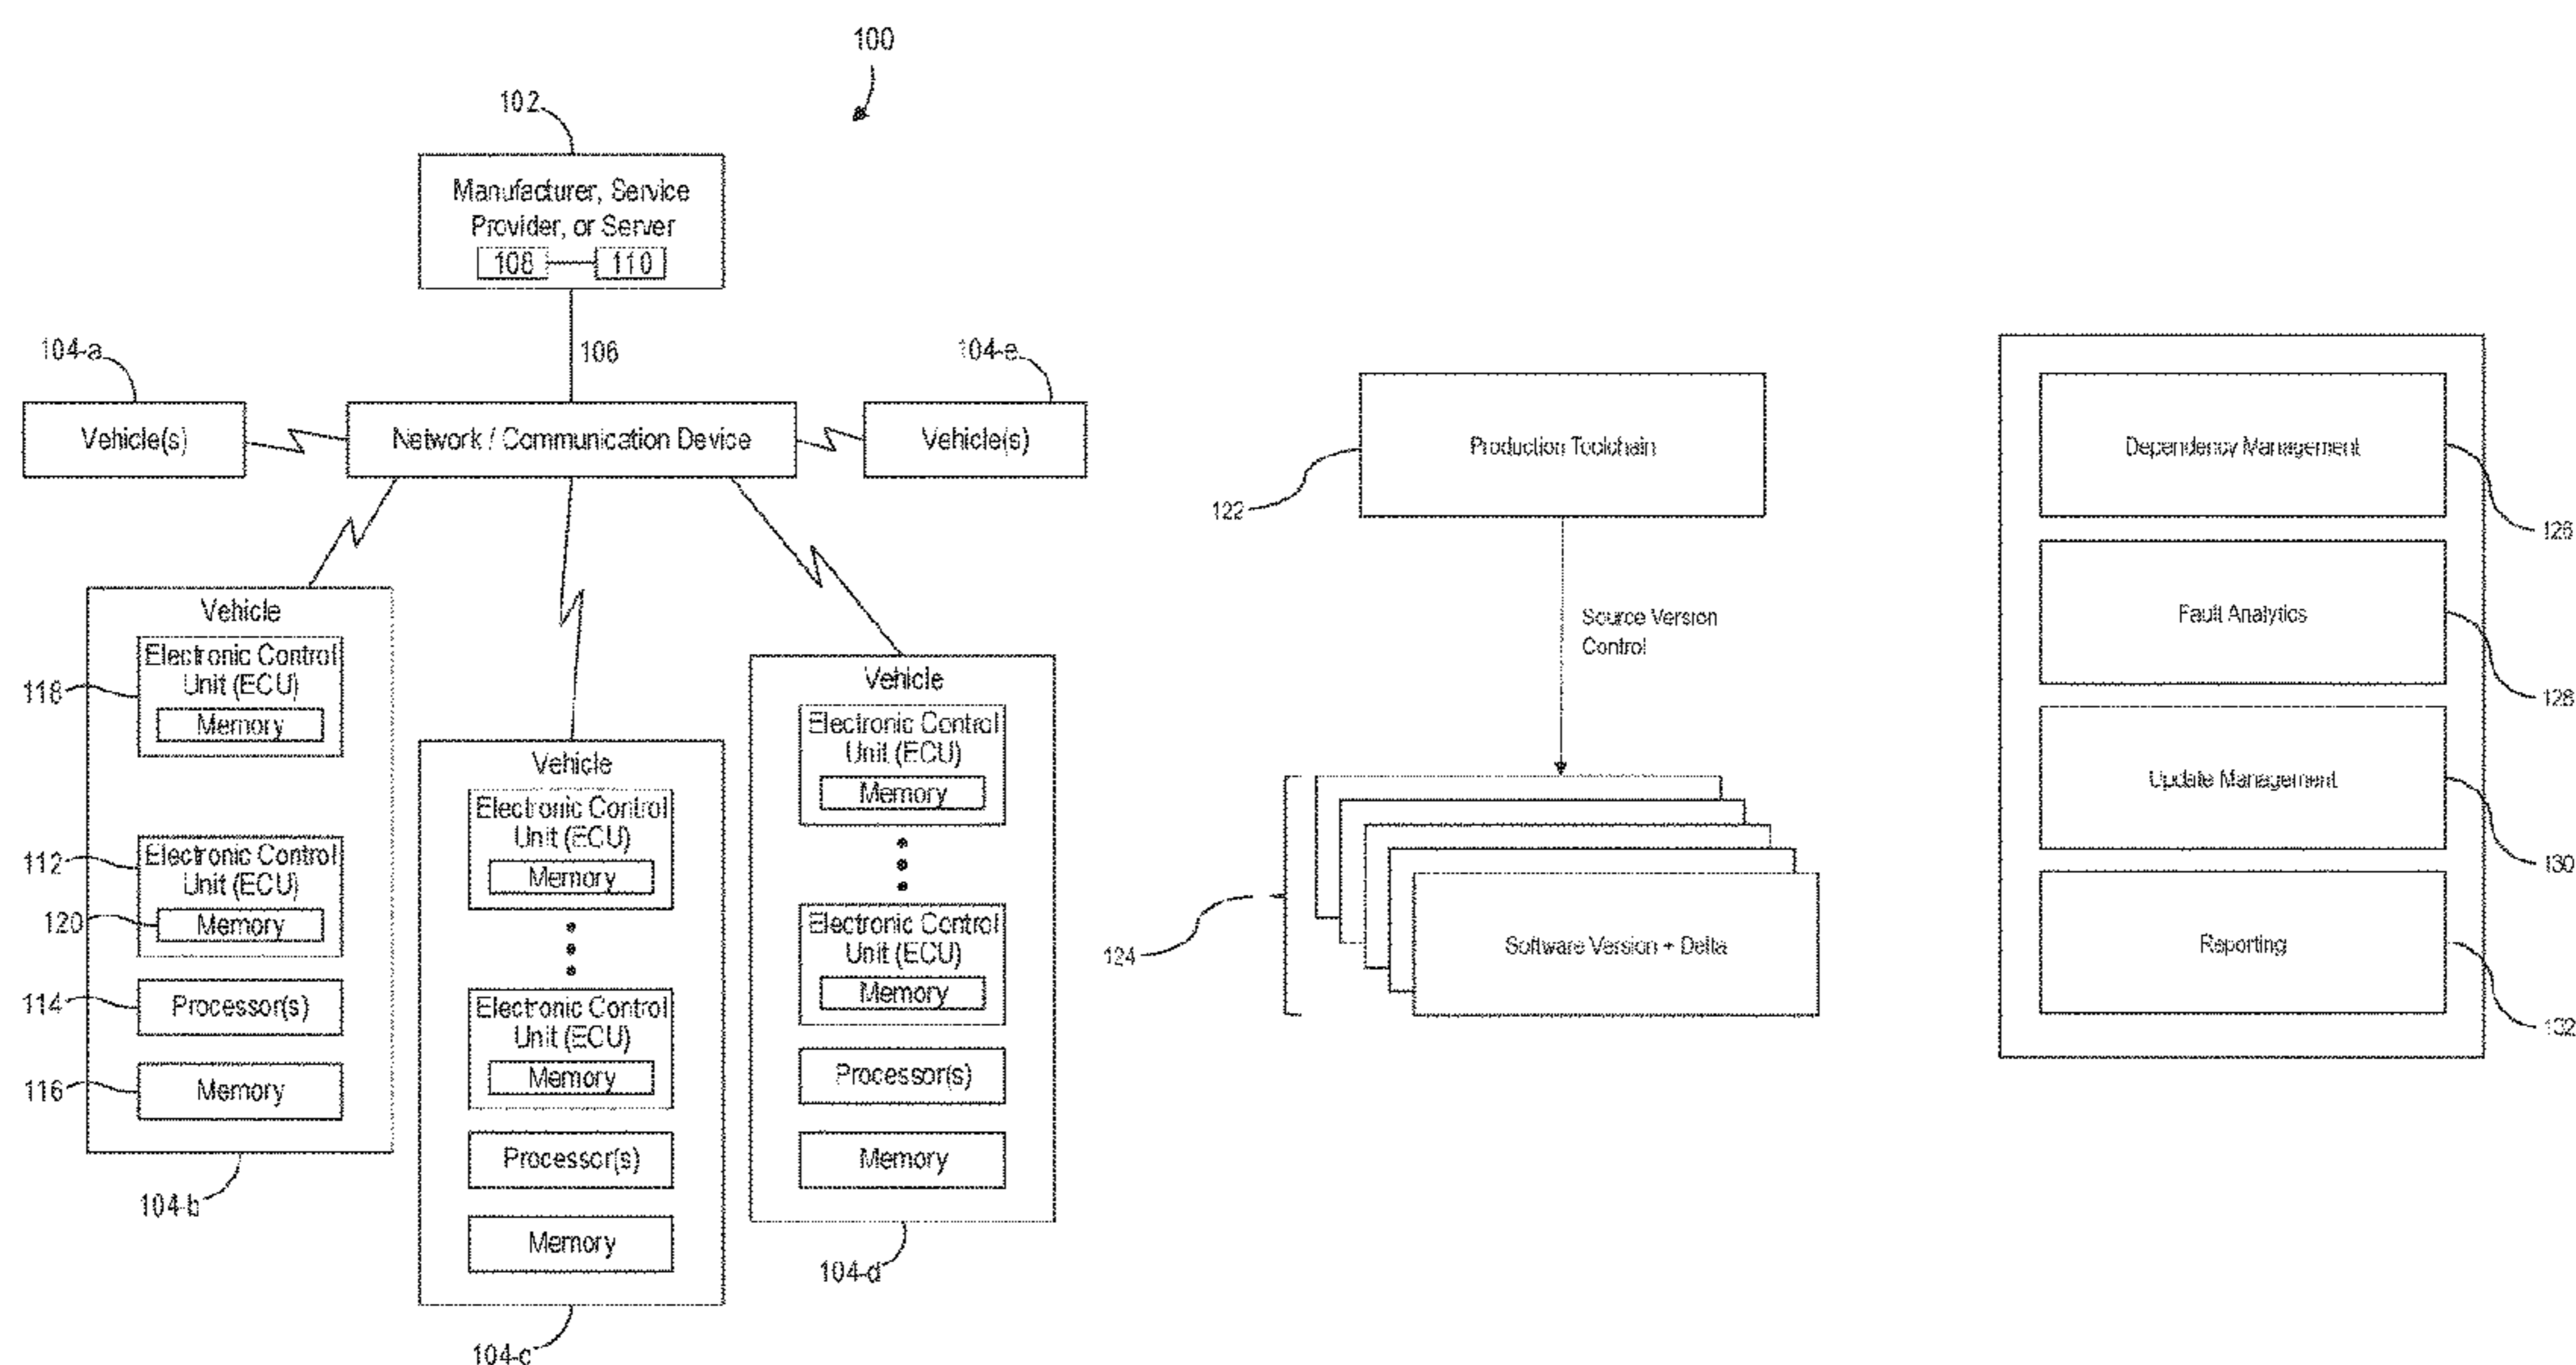 100
102
Manufacturer, Service
Provider, or Server
108
110
106
104-a
104-e
Vehicle(s)
Network / Communication Device
Vehicle(s)
Vehicle
Electronic Control
Unit (ECU)
Memory
118
112
Electronic Control
Unit (ECU)
120
Memory
114
Processor(s)
116
Memory
104-b
Vehicle
Electronic Control
Unit (ECU)
Memory
Electronic Control
Unit (ECU)
Memory
Processor(s)
Memory
104-c
Vehicle
Electronic Control
Unit (ECU)
Memory
Electronic Control
Unit (ECU)
Memory
Processor(s)
Memory
104-d
Production Toolchain
122
Source Version
Control
124
Software Version + Delta
Dependency Management
126
Fault Analytics
128
Update Management
130
Reporting
132